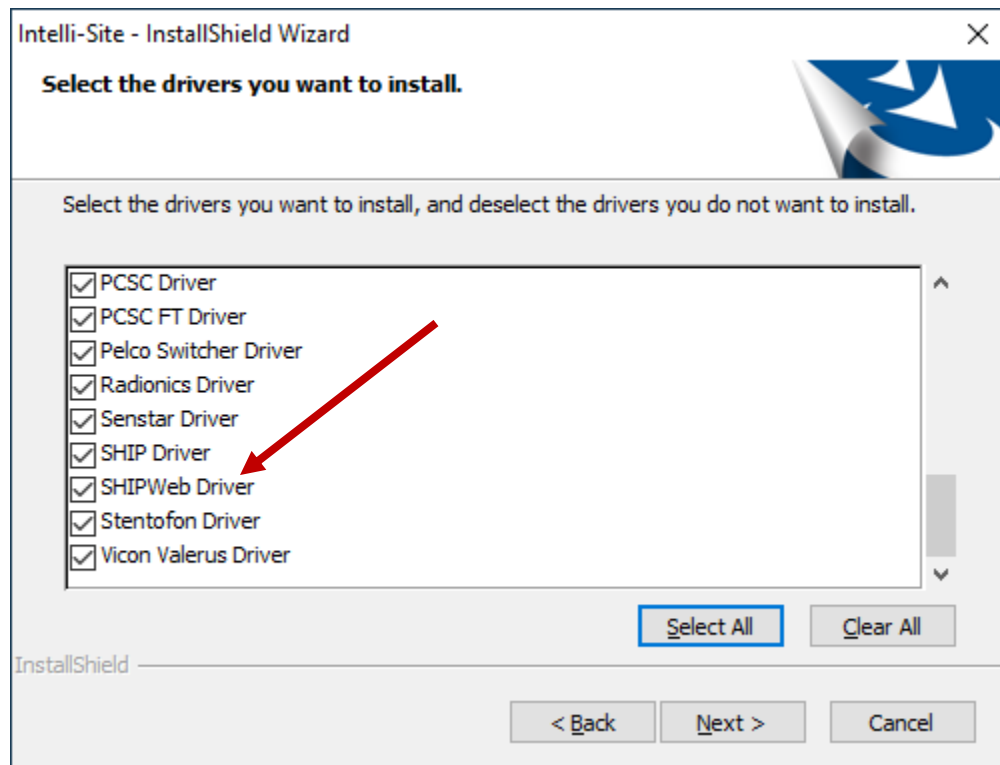 Intelli-Site - InstallShield Wizard
Select the drivers you want to install.
Select the drivers you want to install, and deselect the drivers you do not want to install.
PCSC Driver
PCSC FT Driver
Pelco Switcher Driver
Radionics Driver
Senstar Driver
SHIP Driver
SHIPWeb Driver
Stentofon Driver
Vicon Valerus Driver
Select All Clear All
InstallShield
< Back Next > Cancel